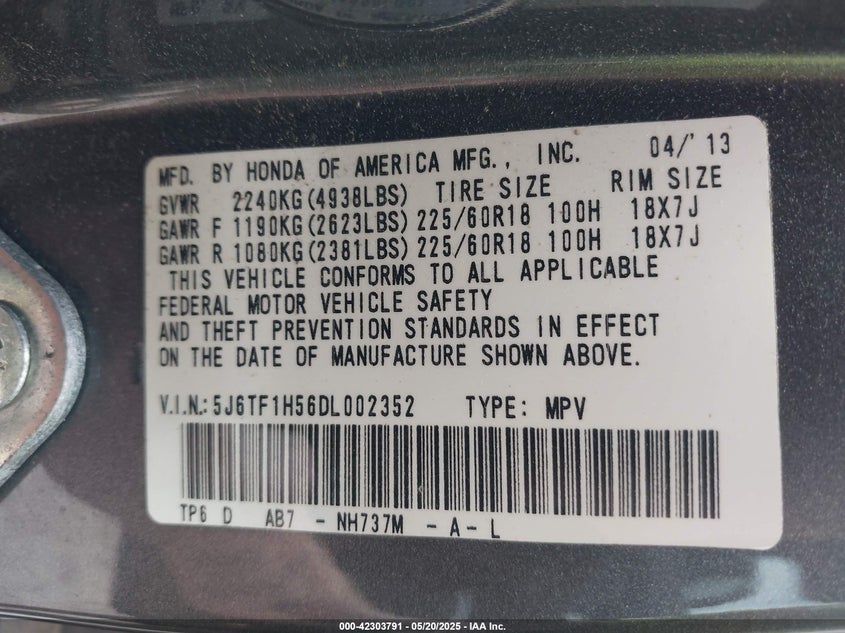 MFD. BY HONDA OF AMERICA MFG., INC. 04/'13
GVWR 2240KG(4938LBS) TIRE SIZE RIM SIZE
GAWR F 1190KG(2623LBS) 225/60R18 100H 18X7J
GAWR R 1080KG(2381LBS) 225/60R18 100H 18X7J
THIS VEHICLE CONFORMS TO ALL APPLICABLE
FEDERAL MOTOR VEHICLE SAFETY
AND THEFT PREVENTION STANDARDS IN EFFECT
ON THE DATE OF MANUFACTURE SHOWN ABOVE.
V.I.N.: 5J6TF1H56DL002352 TYPE: MPV
TP6 D AB7 - NH737M - A - L
000-42303791 - 05/20/2025 - IAA Inc.